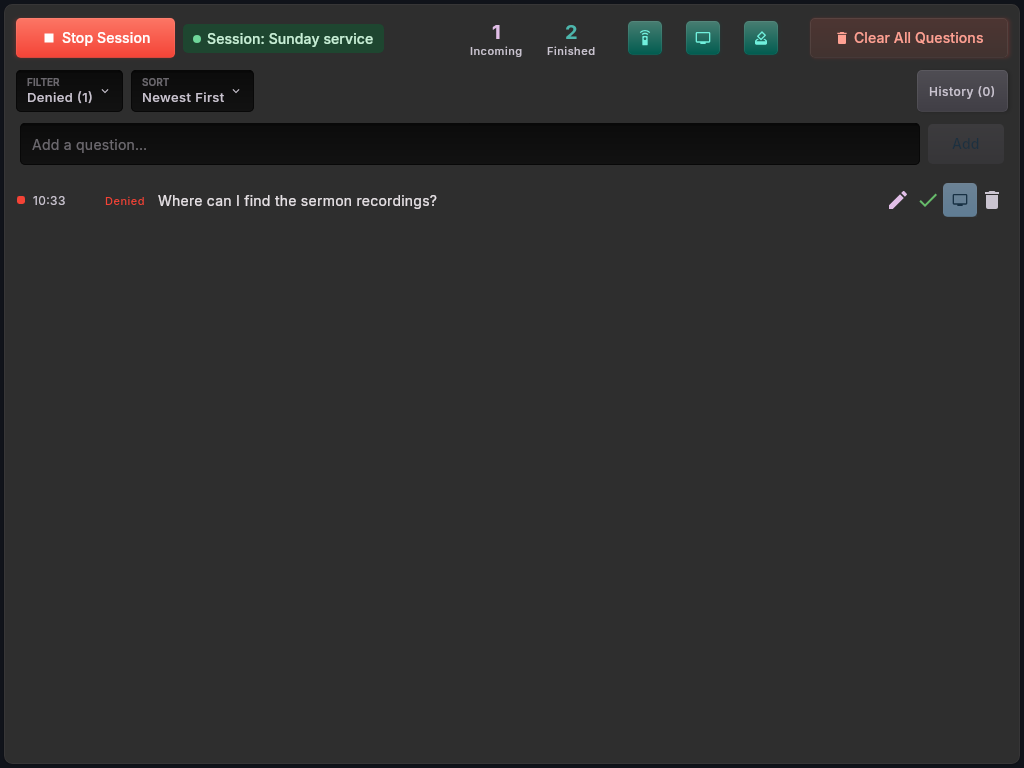 Stop Session
Session: Sunday service
1
Incoming
2
Finished
Clear All Questions
FILTER
Denied (1)
SORT
Newest First
History (0)
Add a question...
Add
10:33 Denied Where can I find the sermon recordings?